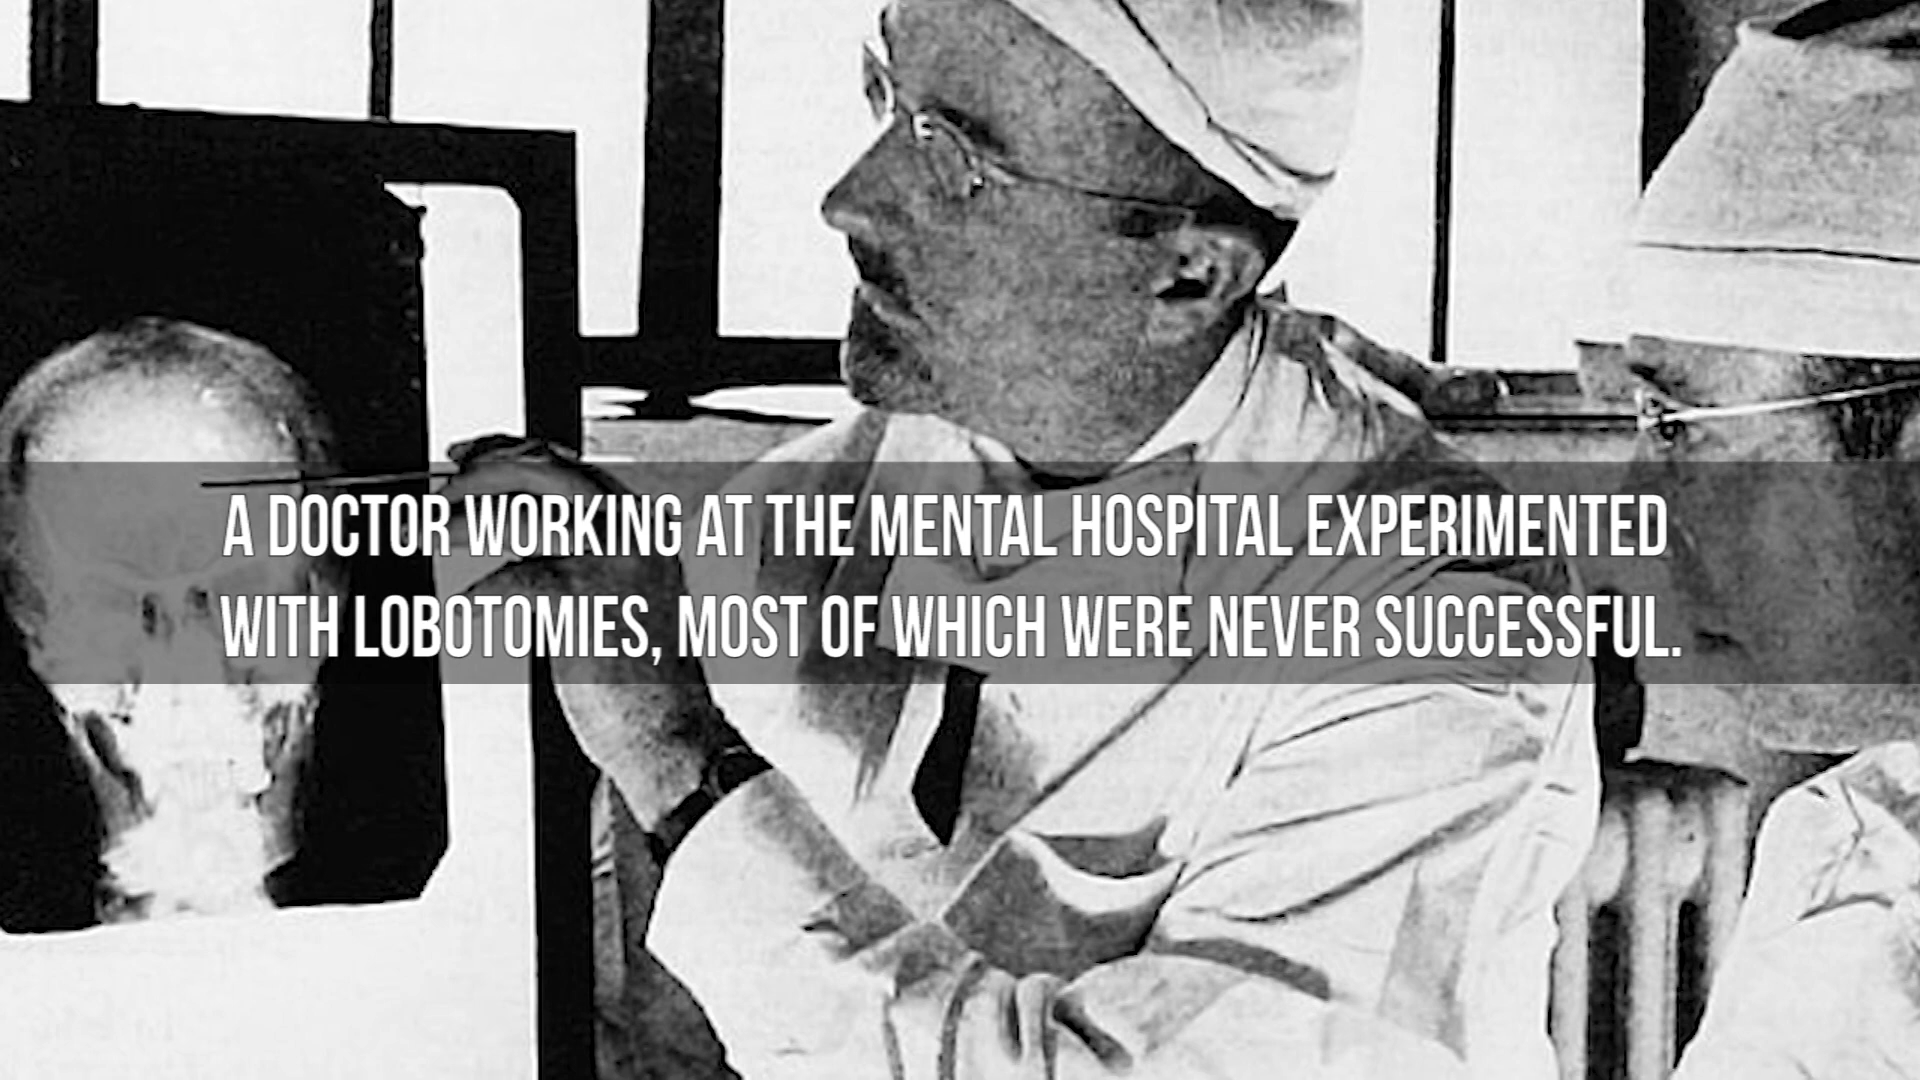 A DOCTOR WORKING AT THE MENTAL HOSPITAL EXPERIMENTED
WITH LOBOTOMIES, MOST OF WHICH WERE NEVER SUCCESSFUL.